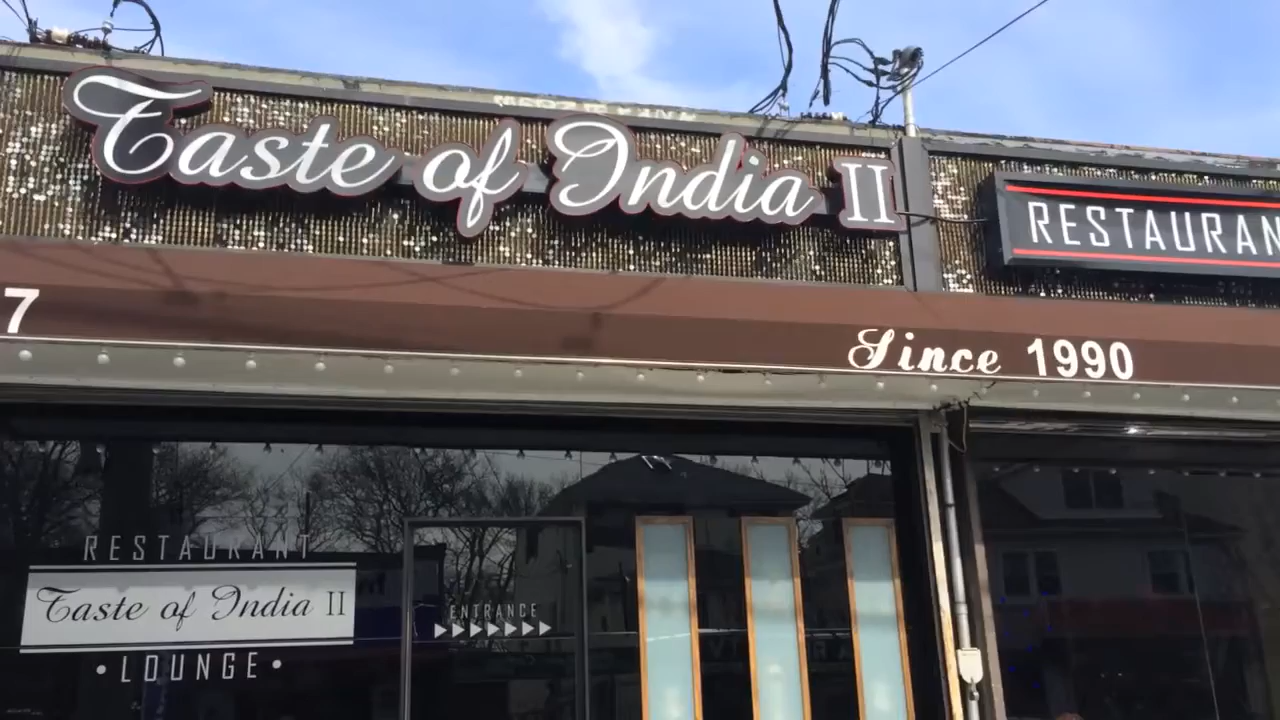 Taste of India II
RESTAURAN
7
Since 1990
RESTAURANT
Taste of India II
• LOUNGE •
ENTRANCE